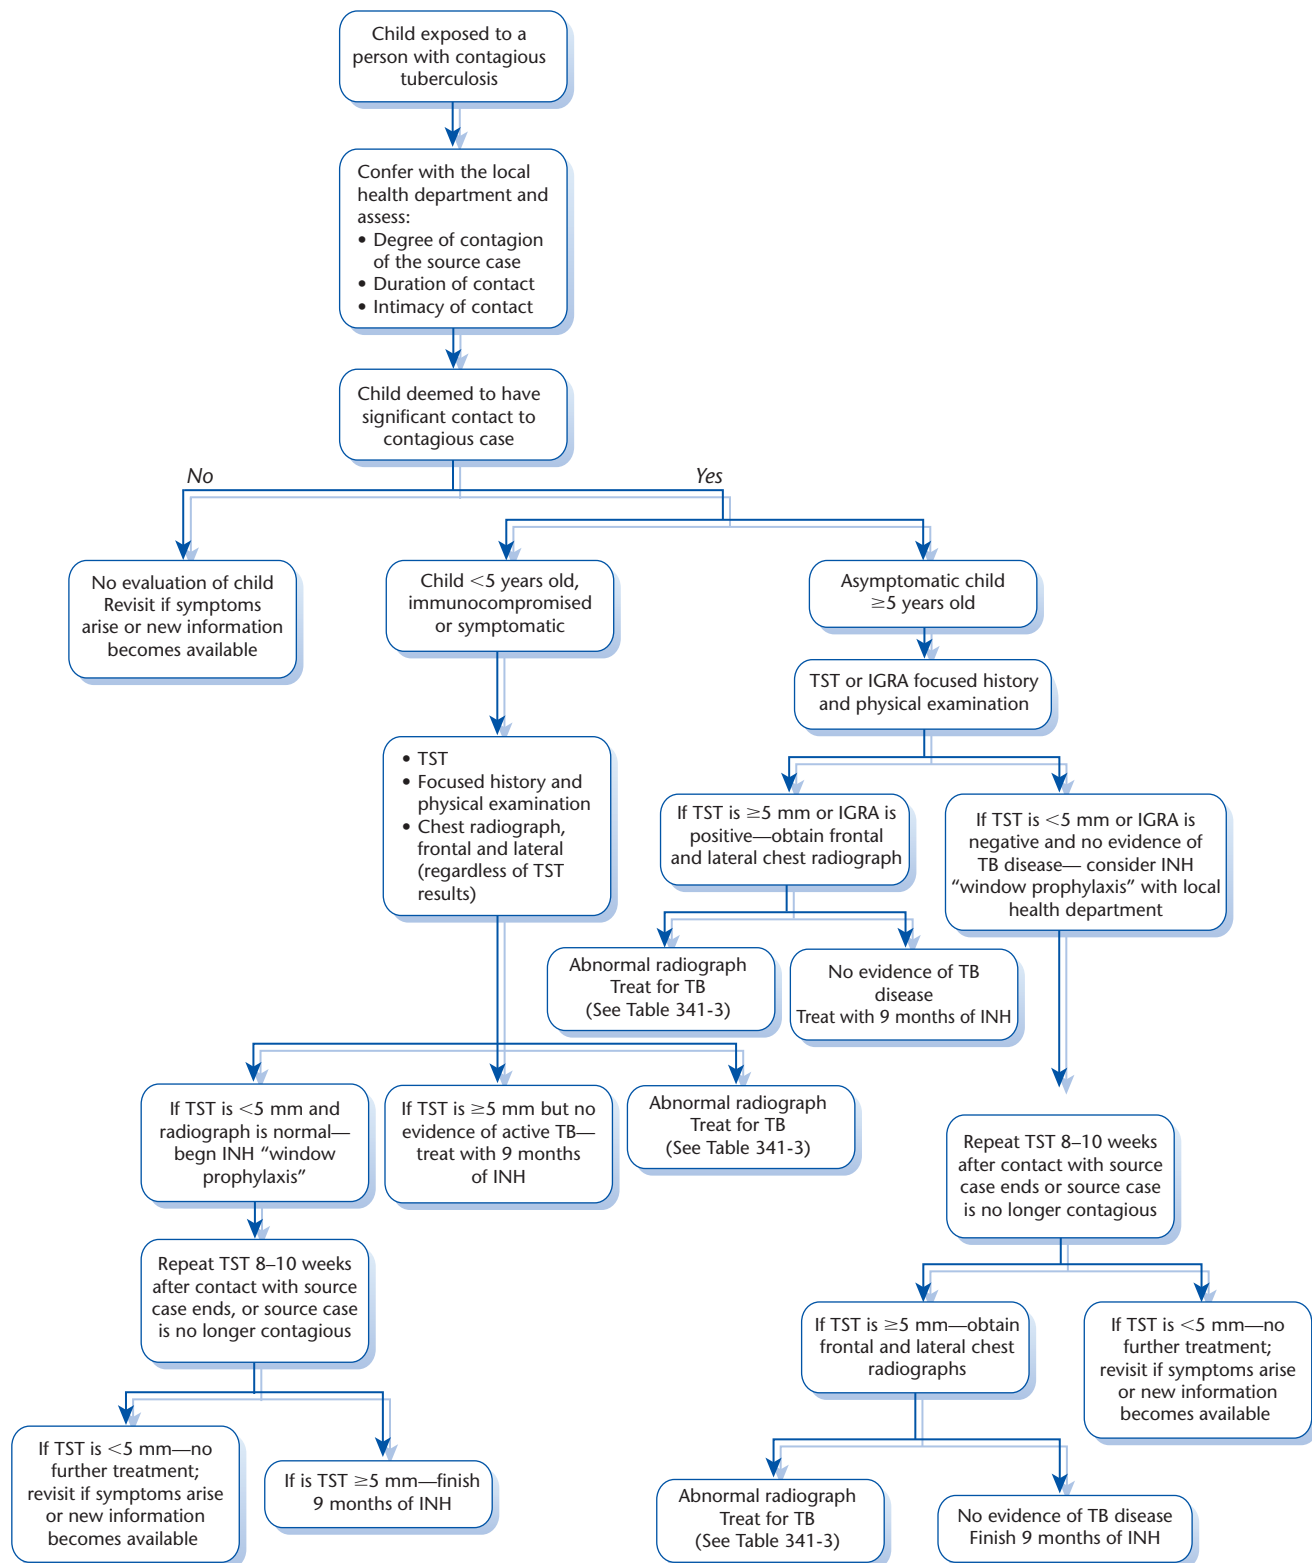 Child exposed to a
person with contagious
tuberculosis
Confer with the local
health department and
assess:
• Degree of contagion
of the source case
• Duration of contact
• Intimacy of contact
Child deemed to have
significant contact to
contagious case
No
Yes
No evaluation of child
Revisit if symptoms
arise or new information
becomes available
Child <5 years old,
immunocompromised
or symptomatic
Asymptomatic child
≥5 years old
TST or IGRA focused history
and physical examination
• TST
• Focused history and
physical examination
• Chest radiograph,
frontal and lateral
(regardless of TST
results)
If TST is ≥5 mm or IGRA is
positive—obtain frontal
and lateral chest radiograph
If TST is <5 mm or IGRA is
negative and no evidence of
TB disease— consider INH
“window prophylaxis” with local
health department
Abnormal radiograph
Treat for TB
(See Table 341-3)
No evidence of TB
disease
Treat with 9 months of INH
If TST is <5 mm and
radiograph is normal—
begn INH “window
prophylaxis”
If TST is ≥5 mm but no
evidence of active TB—
treat with 9 months
of INH
Abnormal radiograph
Treat for TB
(See Table 341-3)
Repeat TST 8–10 weeks
after contact with source
case ends or source case
is no longer contagious
Repeat TST 8–10 weeks
after contact with source
case ends, or source case
is no longer contagious
If TST is ≥5 mm—obtain
frontal and lateral chest
radiographs
If TST is <5 mm—no
further treatment;
revisit if symptoms arise
or new information
becomes available
If TST is <5 mm—no
further treatment;
revisit if symptoms arise
or new information
becomes available
If is TST ≥5 mm—finish
9 months of INH
Abnormal radiograph
Treat for TB
(See Table 341-3)
No evidence of TB disease
Finish 9 months of INH